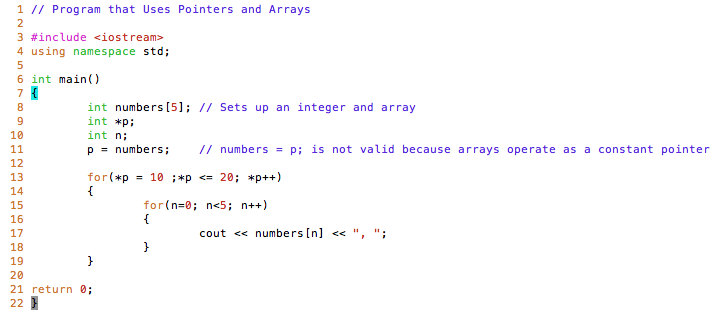 1 // Program that Uses Pointers and Arrays
2
3 #include <iostream>
4 using namespace std;
5
6 int main()
7 {
8         int numbers[5]; // Sets up an integer and array
9         int *p;
10         int n;
11         p = numbers;    // numbers = p; is not valid because arrays operate as a constant pointer
12
13         for(*p = 10 ;*p <= 20; *p++)
14         {
15                 for(n=0; n<5; n++)
16                 {
17                         cout << numbers[n] << ", ";
18                 }
19         }
20
21 return 0;
22 }